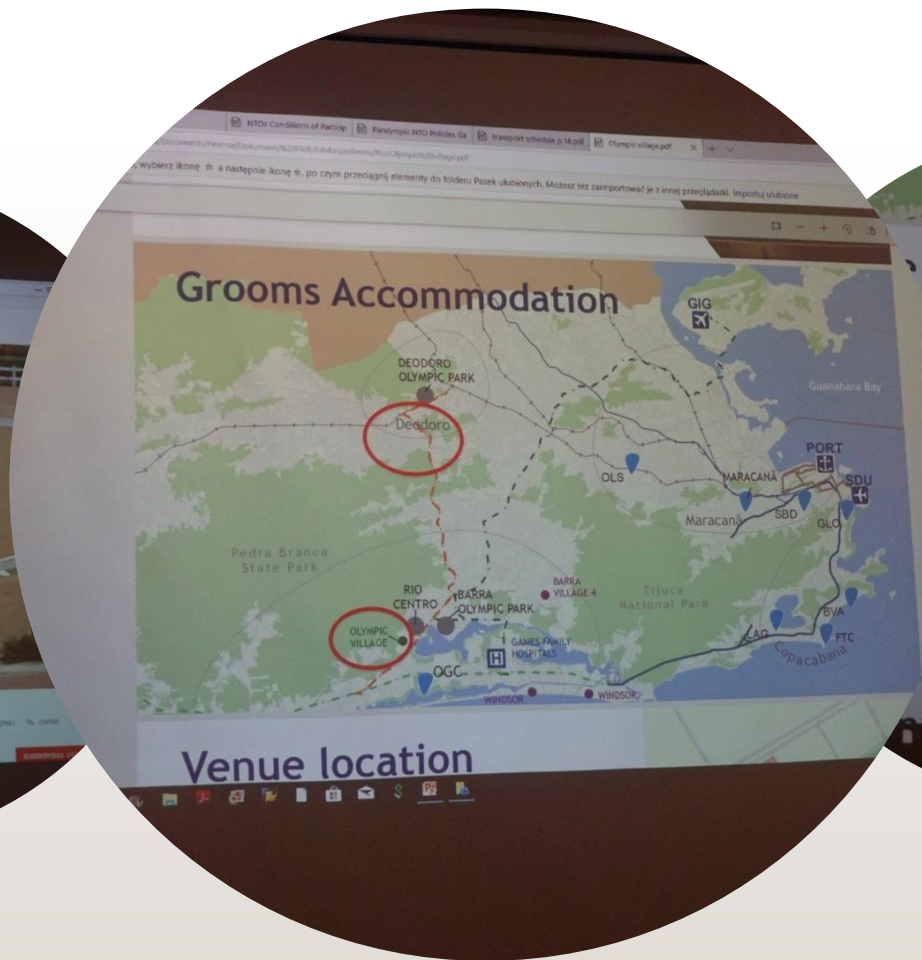 NTOs Conditions of Particip
Paralympic NTO Policies Ga
transport schedule p.16.pdf
Olympic village.pdf
wybierz ikonę ☆ a następnie ikonę ☆, po czym przeciągnij elementy do folderu Pasek ulubionych. Możesz też zaimportować je z innej przeglądarki. Importuj ulubione
Grooms Accommodation
GIG
DEODORO
OLYMPIC PARK
Guanabara Bay
Deodoro
PORT
OLS
MARACANÃ
SDU
Maracanã
SBD
GLO
Pedra Branca
State Park
RIO
CENTRO
BARRA
OLYMPIC PARK
BARRA
VILLAGE 4
Tijuca
National Park
OLYMPIC
VILLAGE
BVA
LAG
FTC
Copacabana
H
GAMES FAMILY
HOSPITALS
OGC
WINDSOR
WINDSOR
Venue location